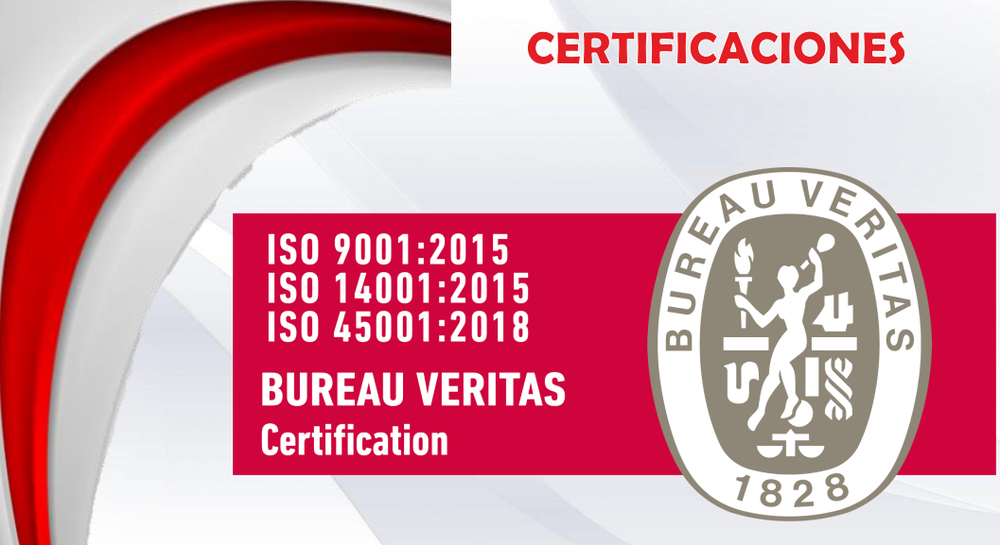 CERTIFICACIONES
ISO 9001:2015
ISO 14001:2015
ISO 45001:2018
BUREAU VERITAS
Certification
BUREAU VERITAS
1828